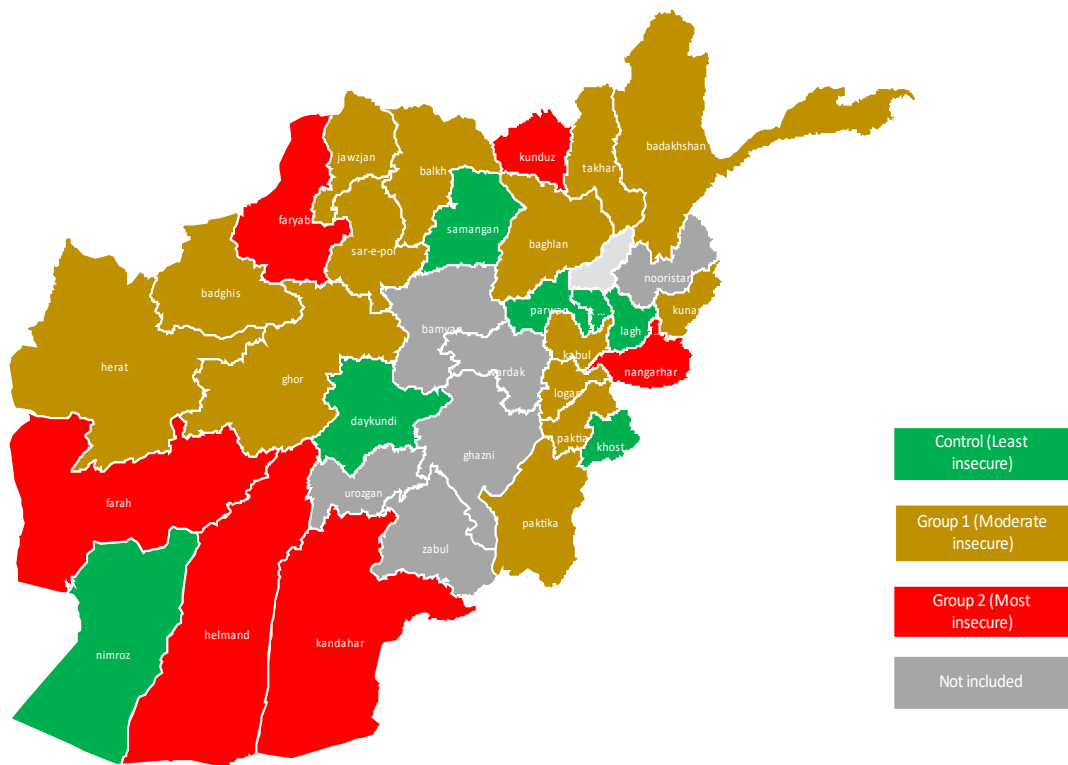 jawzjan
balkh
kunduz
takhar
badakhshan
faryab
samangan
sar-e-pol
baghlan
nooristan
badghis
parwan
k ...
kunar
bamyan
lagh ...
herat
ghor
wardak
kabul
nangarhar
logar
daykundi
paktia
khost
ghazni
urozgan
farah
paktika
zabul
helmand
kandahar
nimroz
Control (Least
insecure)
Group 1 (Moderate
insecure)
Group 2 (Most
insecure)
Not included